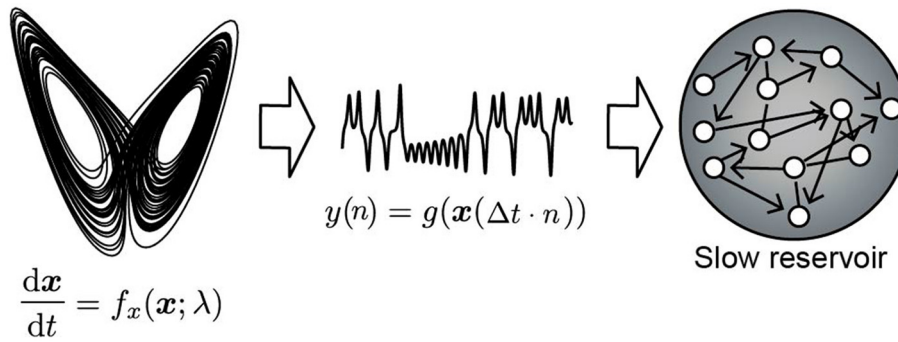 y(n) = g(x(Δt · n))
Slow reservoir
dx/dt = f_x(x; λ)